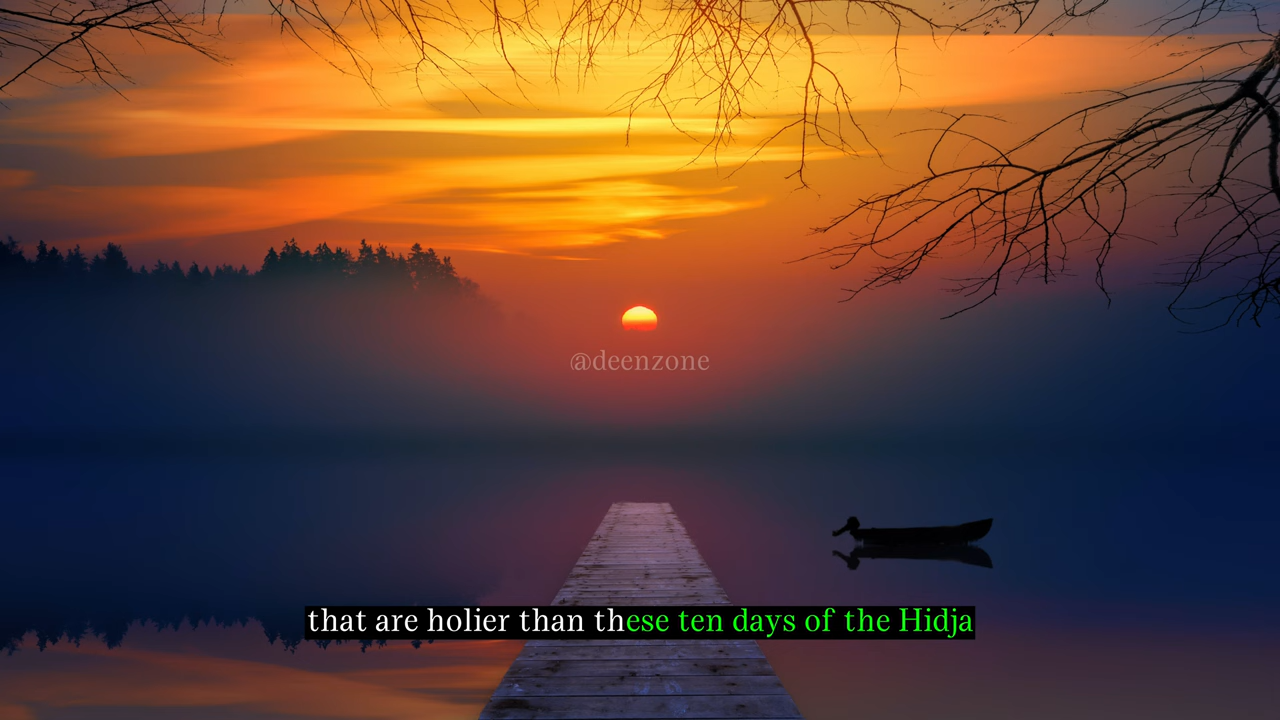 @deenzone
that are holier than these ten days of the Hidja